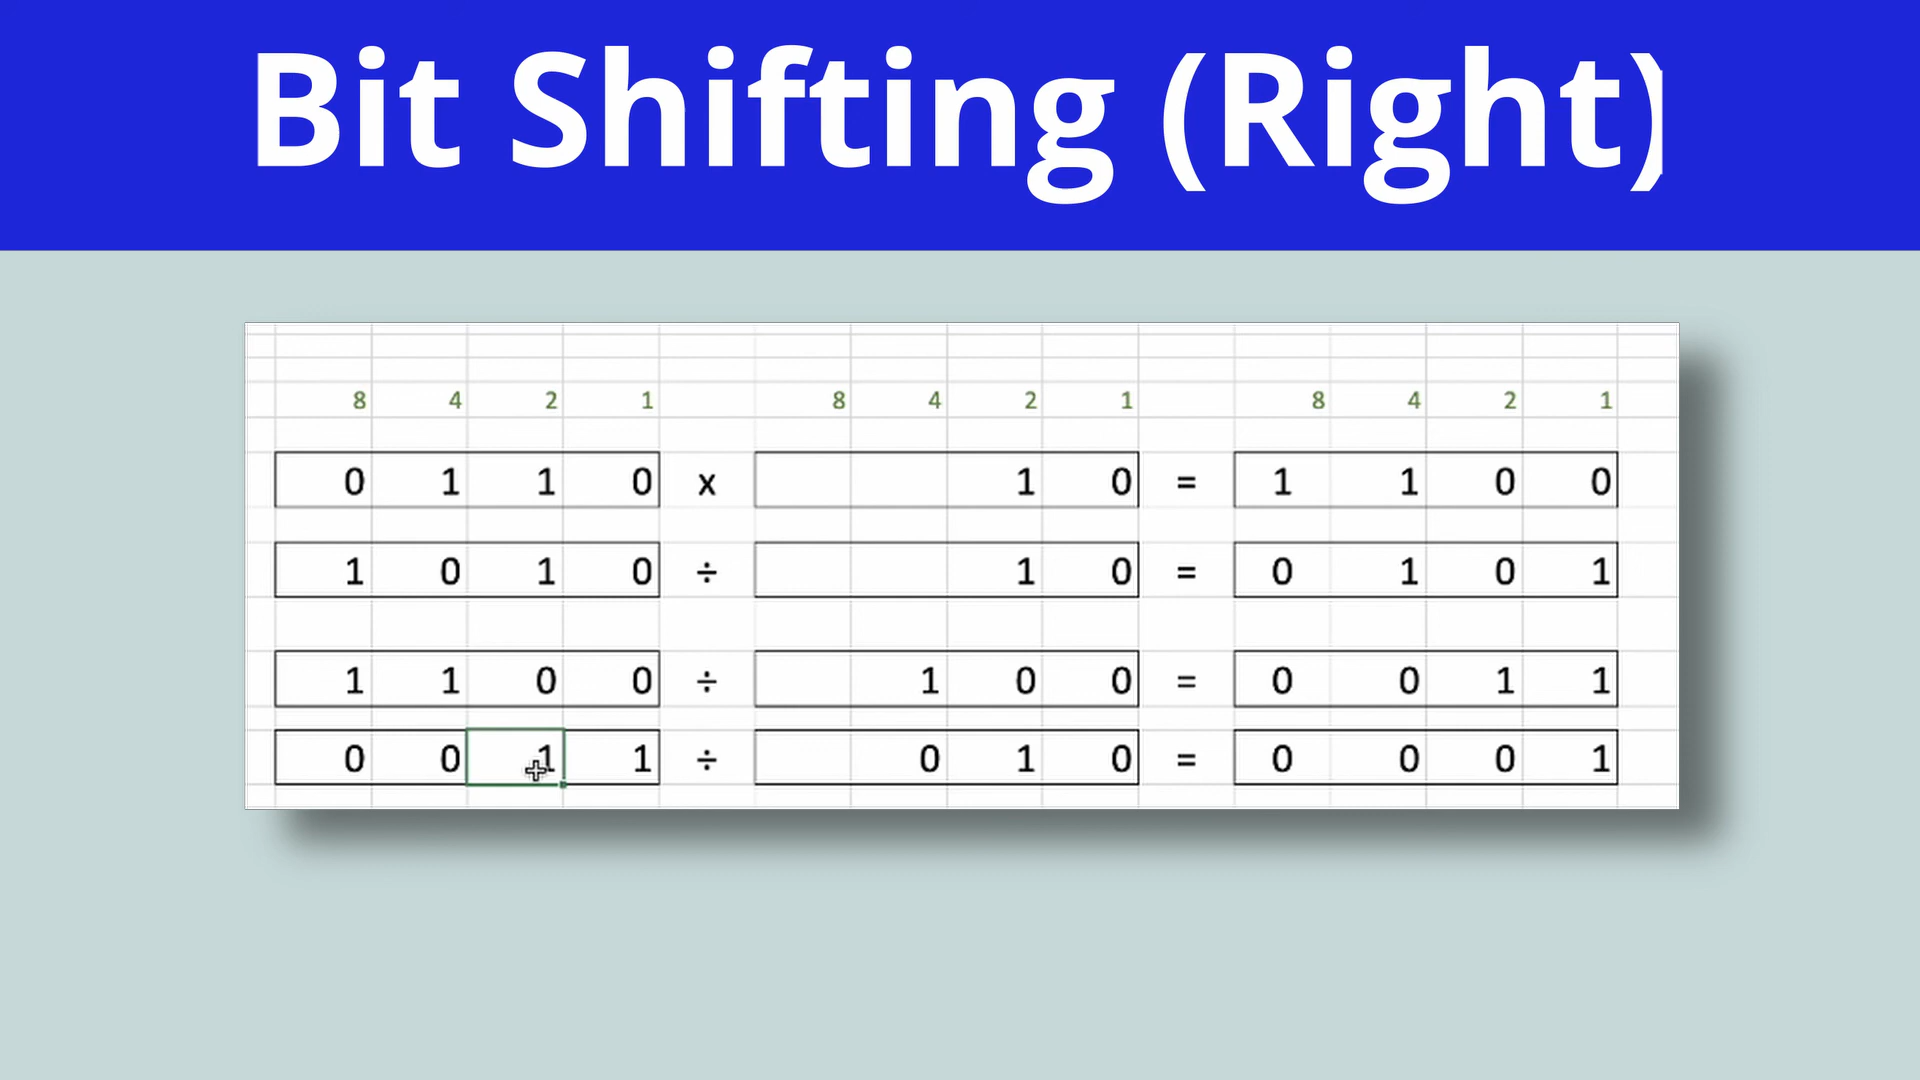 Bit Shifting (Right)
8 4 2 1 8 4 2 1 8 4 2 1
0 1 1 0 x 1 0 = 1 1 0 0
1 0 1 0 ÷ 1 0 = 0 1 0 1
1 1 0 0 ÷ 1 0 0 = 0 0 1 1
0 0 1 1 ÷ 0 1 0 = 0 0 0 1